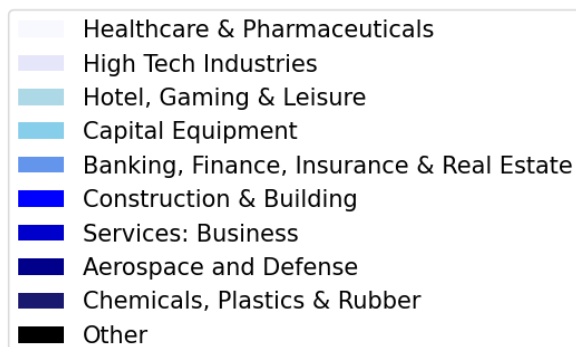 Healthcare & Pharmaceuticals
High Tech Industries
Hotel, Gaming & Leisure
Capital Equipment
Banking, Finance, Insurance & Real Estate
Construction & Building
Services: Business
Aerospace and Defense
Chemicals, Plastics & Rubber
Other